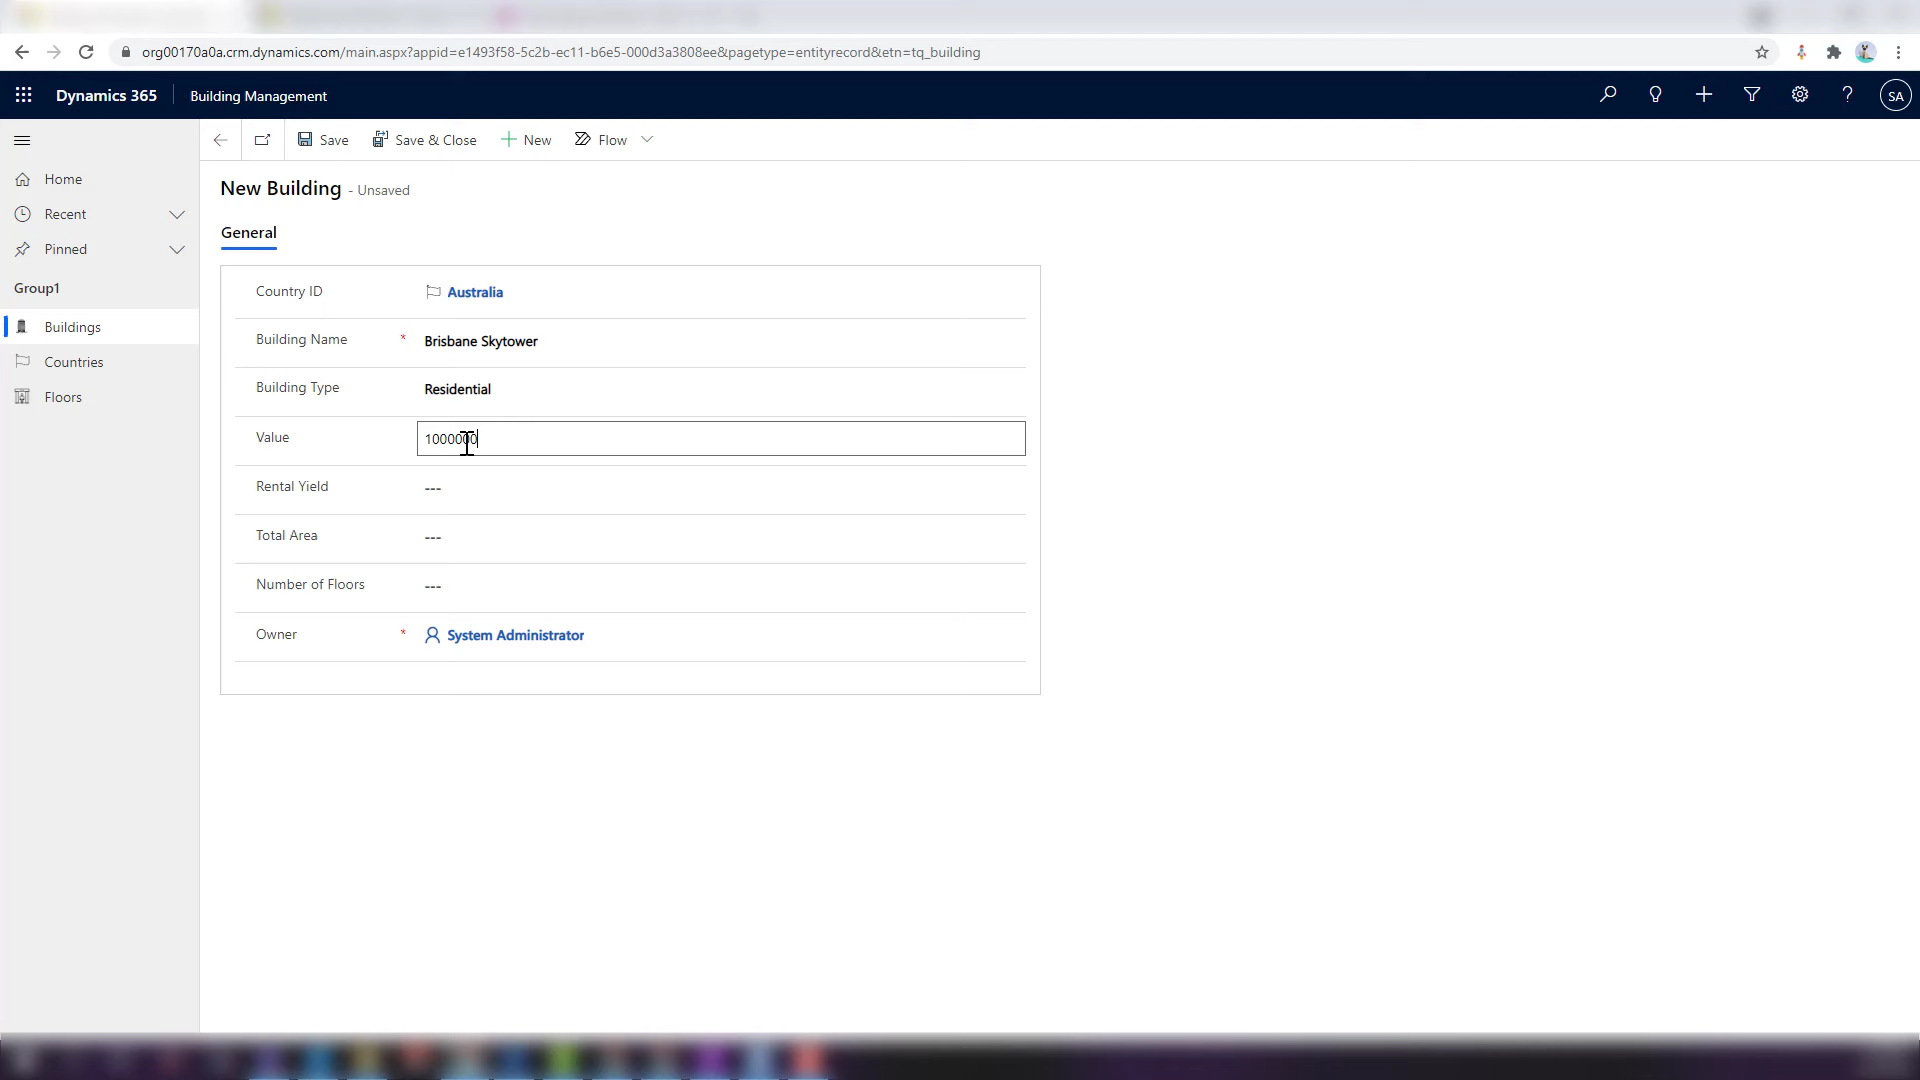 org00170a0a.crm.dynamics.com/main.aspx?appid=e1493f58-5c2b-ec11-b6e5-000d3a3808ee&pagetype=entityrecord&etn=tq_building
Dynamics 365 Building Management SA
Save Save & Close New Flow
Home
Recent
Pinned
Group1
Buildings
Countries
Floors
New Building - Unsaved
General
Country ID Australia
Building Name * Brisbane Skytower
Building Type Residential
Value 1000000
Rental Yield ---
Total Area ---
Number of Floors ---
Owner * System Administrator